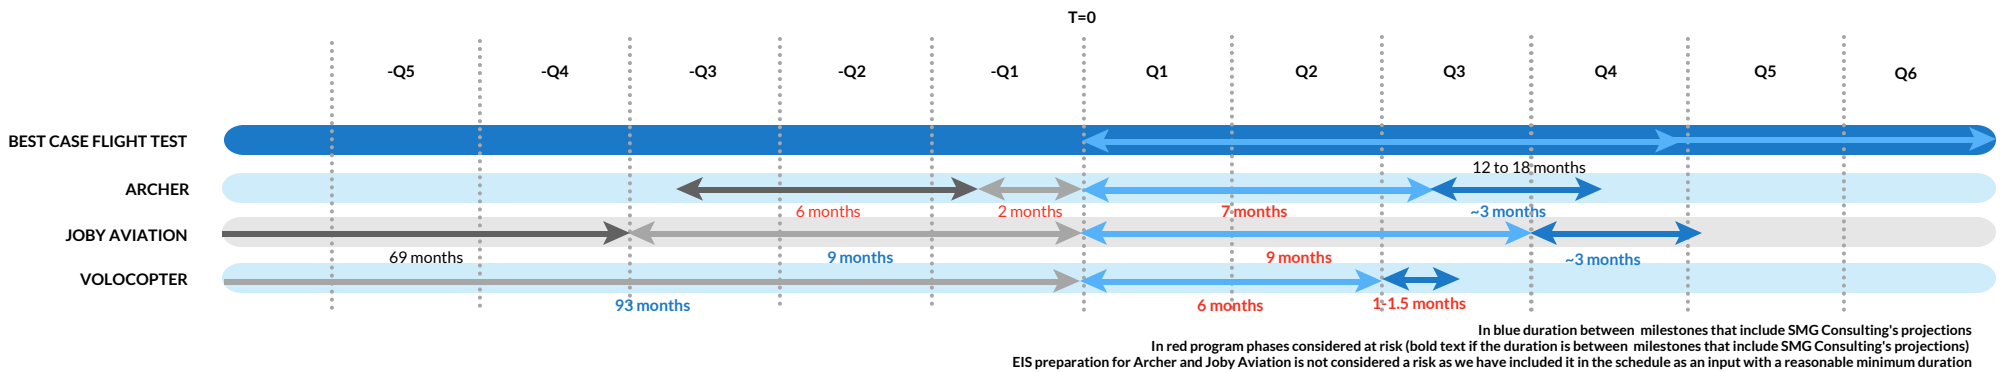 T=0
-Q5 -Q4 -Q3 -Q2 -Q1 Q1 Q2 Q3 Q4 Q5 Q6
BEST CASE FLIGHT TEST
12 to 18 months
ARCHER
6 months 2 months 7 months ~3 months
JOBY AVIATION
69 months 9 months 9 months ~3 months
VOLOCOPTER
93 months 6 months 1-1.5 months
In blue duration between milestones that include SMG Consulting's projections
In red program phases considered at risk (bold text if the duration is between milestones that include SMG Consulting's projections)
EIS preparation for Archer and Joby Aviation is not considered a risk as we have included it in the schedule as an input with a reasonable minimum duration